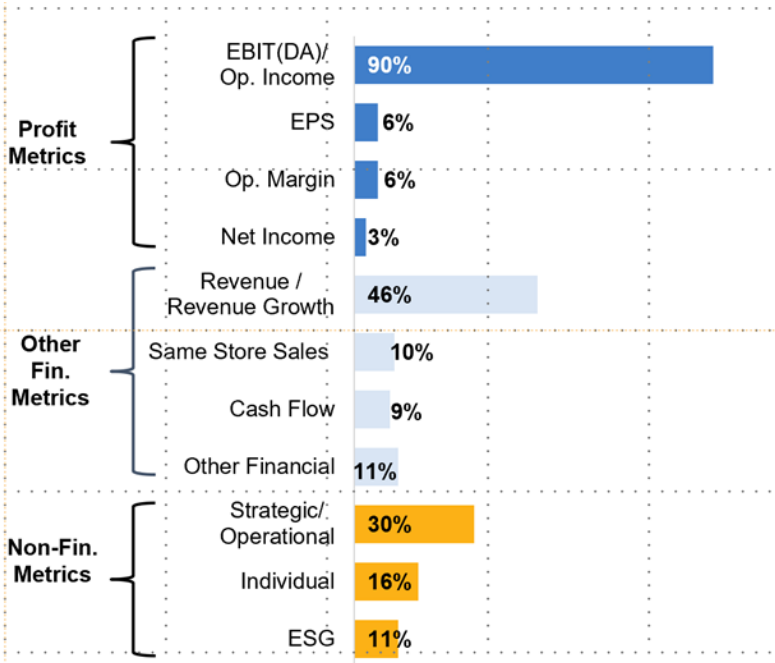 Profit
Metrics
EBIT(DA)/
Op. Income
90%
EPS
6%
Op. Margin
6%
Net Income
3%
Other
Fin.
Metrics
Revenue /
Revenue Growth
46%
Same Store Sales
10%
Cash Flow
9%
Other Financial
11%
Non-Fin.
Metrics
Strategic/
Operational
30%
Individual
16%
ESG
11%